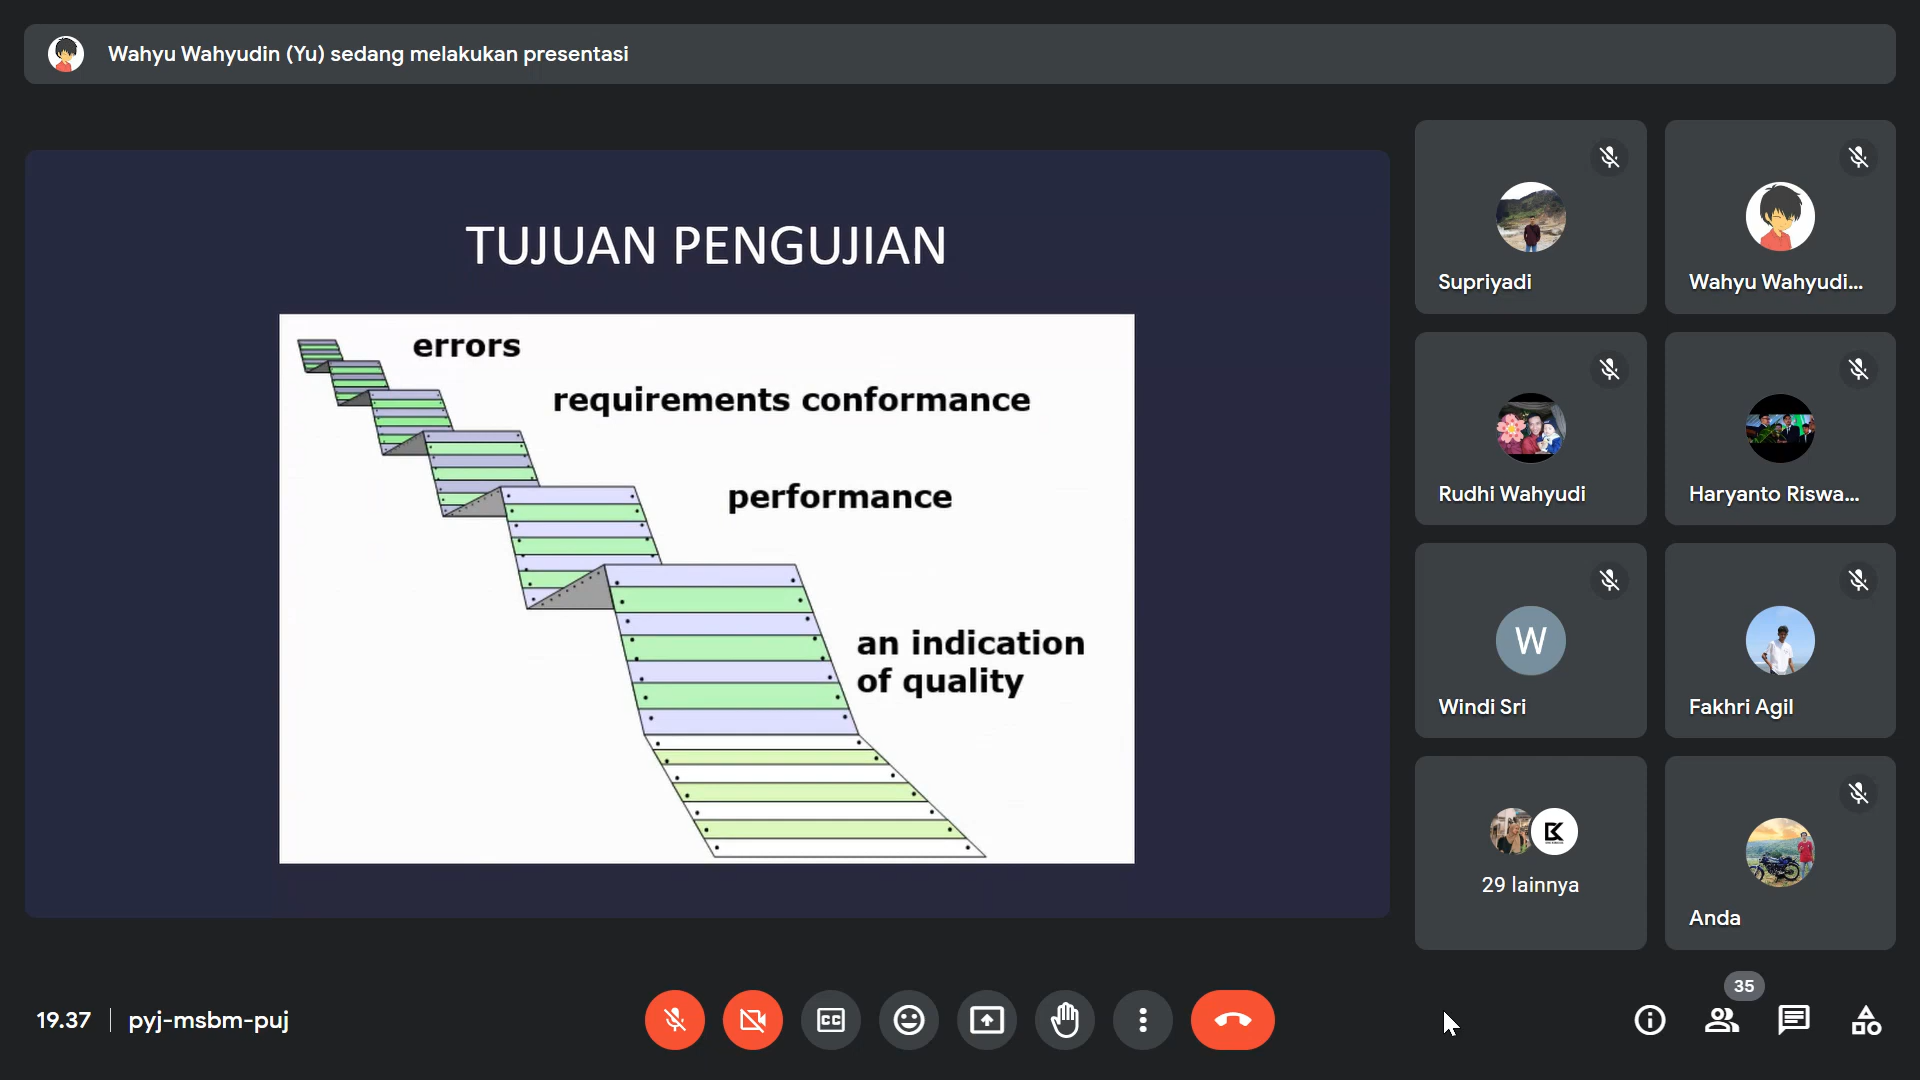 Wahyu Wahyudin (Yu) sedang melakukan presentasi
TUJUAN PENGUJIAN
errors
requirements conformance
performance
an indication
of quality
Supriyadi
Wahyu Wahyudi...
Rudhi Wahyudi
Haryanto Riswa...
W
Windi Sri
Fakhri Agil
29 lainnya
Anda
19.37
pyj-msbm-puj
CC
35